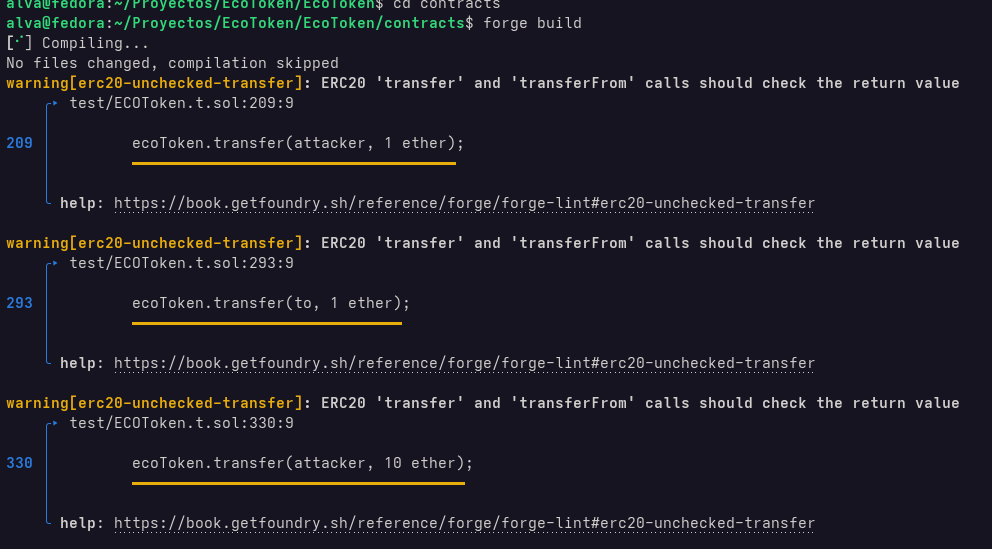 alva@fedora:~/Proyectos/EcoToken/EcoToken$ cd contracts
alva@fedora:~/Proyectos/EcoToken/EcoToken/contracts$ forge build
[⠊] Compiling...
No files changed, compilation skipped
warning[erc20-unchecked-transfer]: ERC20 'transfer' and 'transferFrom' calls should check the return value
test/ECOToken.t.sol:209:9
209 ecoToken.transfer(attacker, 1 ether);
help: https://book.getfoundry.sh/reference/forge/forge-lint#erc20-unchecked-transfer
warning[erc20-unchecked-transfer]: ERC20 'transfer' and 'transferFrom' calls should check the return value
test/ECOToken.t.sol:293:9
293 ecoToken.transfer(to, 1 ether);
help: https://book.getfoundry.sh/reference/forge/forge-lint#erc20-unchecked-transfer
warning[erc20-unchecked-transfer]: ERC20 'transfer' and 'transferFrom' calls should check the return value
test/ECOToken.t.sol:330:9
330 ecoToken.transfer(attacker, 10 ether);
help: https://book.getfoundry.sh/reference/forge/forge-lint#erc20-unchecked-transfer